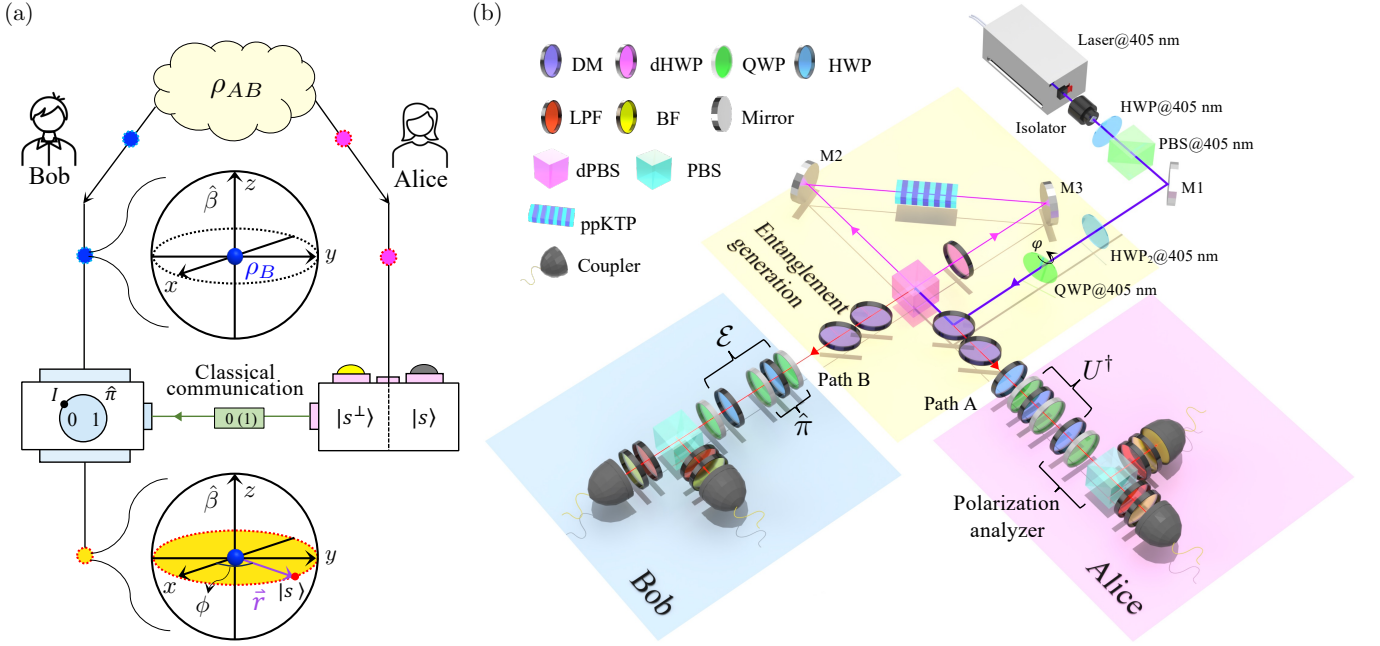 (a)
ρ_AB
Bob
Alice
β̂
z
y
x
ρ_B
Classical
communication
I
π̂
0 1
0 (1)
|s^⊥⟩
|s⟩
β̂
z
y
x
ϕ
r⃗
|s⟩
(b)
DM
dHWP
QWP
HWP
LPF
BF
Mirror
dPBS
PBS
ppKTP
Coupler
Laser@405 nm
Isolator
HWP@405 nm
PBS@405 nm
M1
M2
M3
HWP₂@405 nm
φ
QWP@405 nm
Entanglement
generation
Path B
Path A
ℰ
π̂
U†
Polarization
analyzer
Bob
Alice